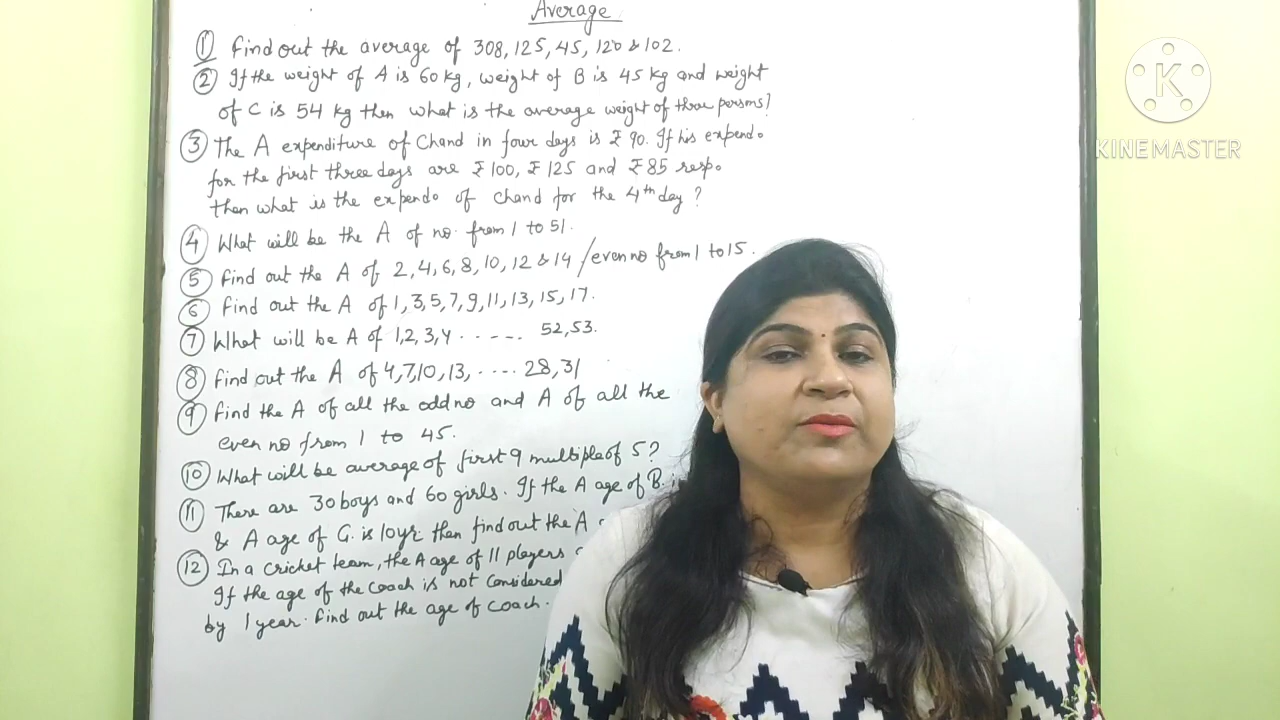 Average
① Find out the average of 308, 125, 45, 120 & 102.
② If the weight of A is 60 kg, weight of B is 45 kg and weight
of C is 54 kg then what is the average weight of three persons?
③ The A expenditure of Chand in four days is ₹ 90. If his expend.
for the first three days are ₹ 100, ₹ 125 and ₹ 85 resp.
then what is the expend. of Chand for the 4th day?
④ What will be the A of no. from 1 to 51.
⑤ Find out the A of 2, 4, 6, 8, 10, 12 & 14 / even no from 1 to 15.
⑥ Find out the A of 1, 3, 5, 7, 9, 11, 13, 15, 17.
⑦ What will be A of 1, 2, 3, 4 ...... 52, 53.
⑧ Find out the A of 4, 7, 10, 13, ..... 28, 31
⑨ Find the A of all the odd no and A of all the
even no from 1 to 45.
⑩ What will be average of first 9 multiple of 5?
⑪ There are 30 boys and 60 girls. If the A age of B.
& A age of G. is 10 yr then find out the A
⑫ In a cricket team, the A age of 11 players
If the age of the coach is not considered
by 1 year. Find out the age of coach.
K
KINEMASTER